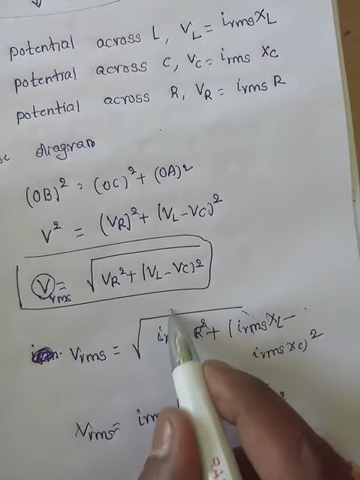 potential across L, VL = irms XL
potential across C, VC = irms XC
potential across R, VR = irms R
diagram
(OB)² = (OC)² + (OA)²
V² = (VR)² + (VL - VC)²
Vrms = √VR² + (VL - VC)²
Vrms = √ R² + (irms XL -
irms XC)²
Vrms =